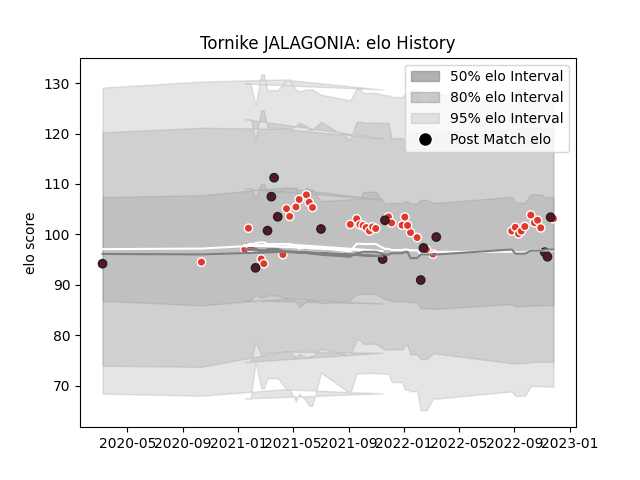 Tornike JALAGONIA: elo History
50% elo Interval
80% elo Interval
95% elo Interval
Post Match elo
elo score
130
120
110
100
90
80
70
2020-05
2020-09
2021-01
2021-05
2021-09
2022-01
2022-05
2022-09
2023-01